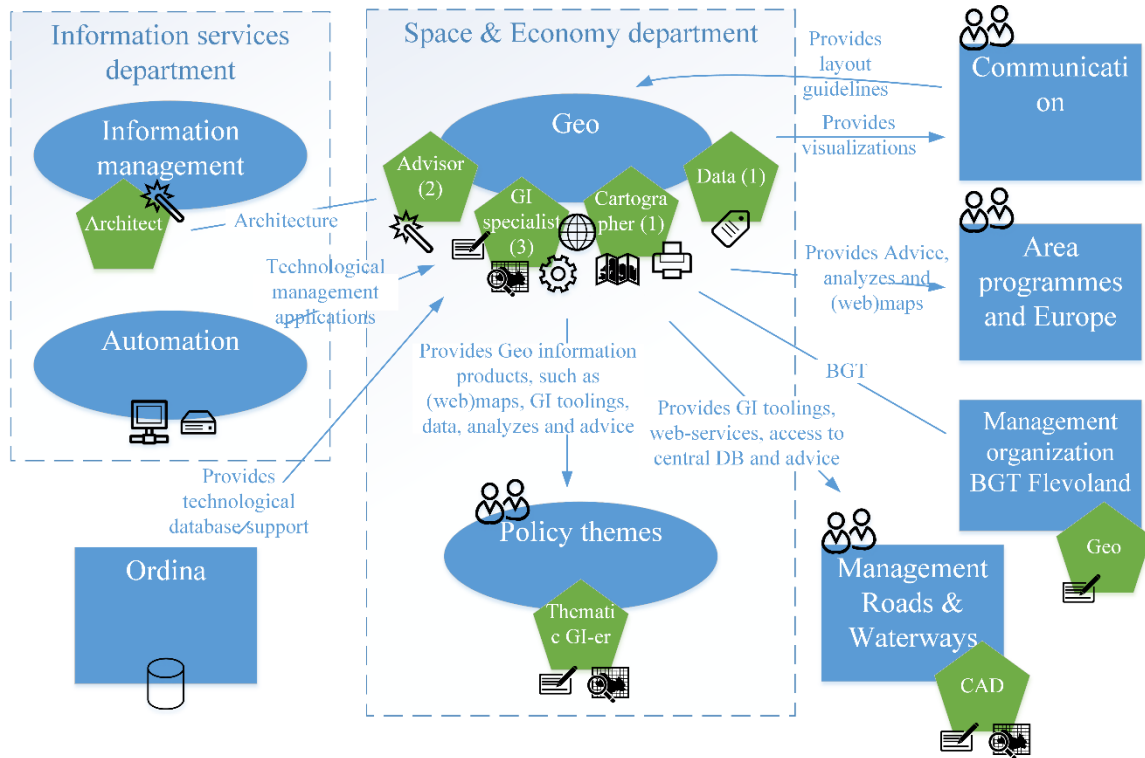 Information services
department
Information
management
Architect
Architecture
Technological
management
applications
Automation
Provides
technological
database support
Ordina
Space & Economy department
Geo
Advisor
(2)
GI
specialist
(3)
Cartogra
pher (1)
Data (1)
Provides Geo information
products, such as
(web)maps, GI toolings,
data, analyzes and advice
Policy themes
Themati
c GI-er
Provides
layout
guidelines
Provides
visualizations
Communicati
on
Provides Advice,
analyzes and
(web)maps
Area
programmes
and Europe
BGT
Management
organization
BGT Flevoland
Geo
Provides GI toolings,
web-services, access to
central DB and advice
Management
Roads &
Waterways
CAD